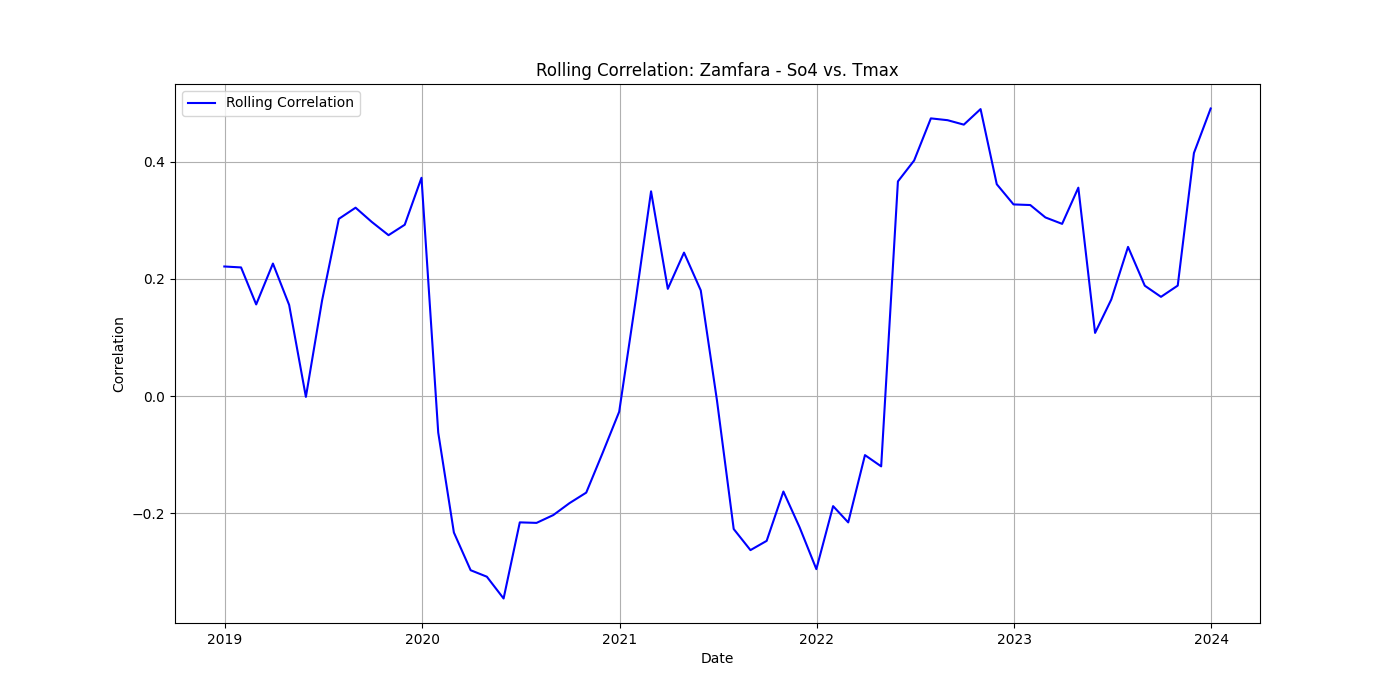 Rolling Correlation: Zamfara - So4 vs. Tmax
Rolling Correlation
0.4
0.2
0.0
−0.2
Correlation
2019 2020 2021 2022 2023 2024
Date